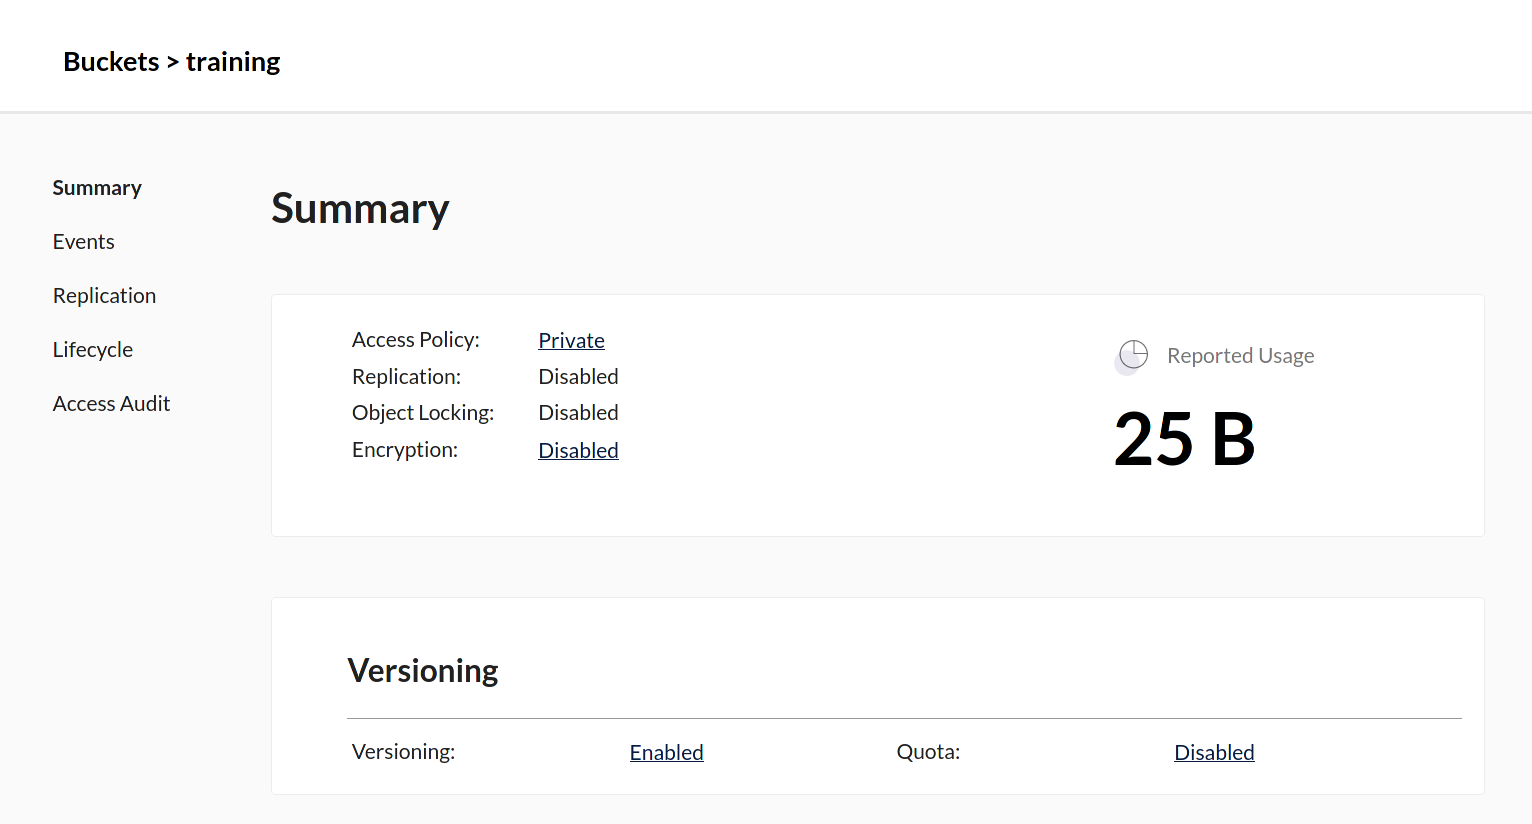 Buckets > training
Summary
Events
Replication
Lifecycle
Access Audit
Summary
Access Policy: Private
Replication: Disabled
Object Locking: Disabled
Encryption: Disabled
Reported Usage
25 B
Versioning
Versioning: Enabled Quota: Disabled